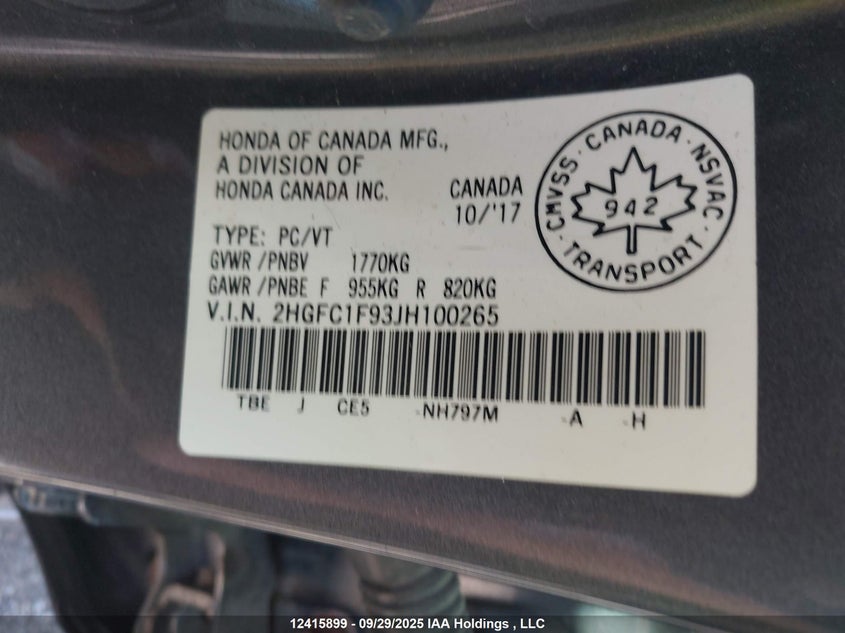 HONDA OF CANADA MFG.,
A DIVISION OF
HONDA CANADA INC.
CANADA
10/'17
TYPE: PC/VT
GVWR /PNBV 1770KG
GAWR /PNBE F 955KG R 820KG
V.I.N. 2HGFC1F93JH100265
TBE J CE5 -NH797M -A -H
CMVSS · CANADA · NSVAC · TRANSPORT ·
942
12415899 - 09/29/2025 IAA Holdings , LLC